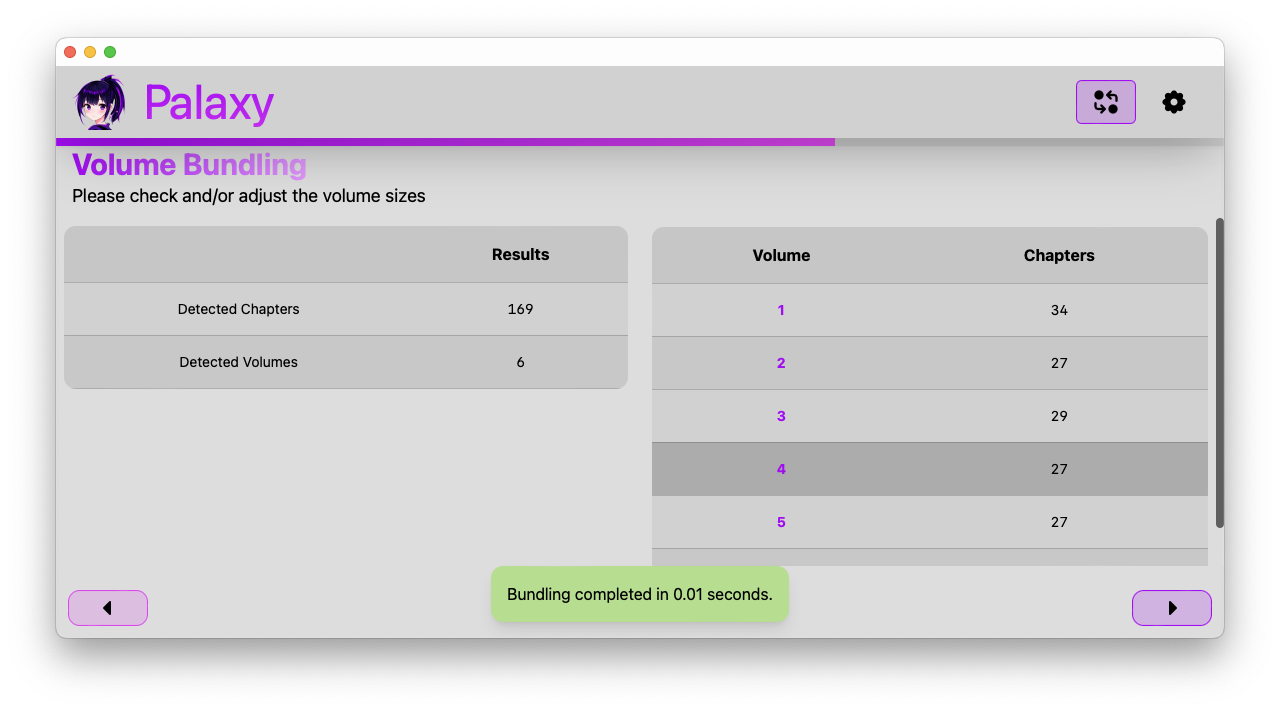 Palaxy
Volume Bundling
Please check and/or adjust the volume sizes
Results
Detected Chapters 169
Detected Volumes 6
Volume Chapters
1 34
2 27
3 29
4 27
5 27
Bundling completed in 0.01 seconds.